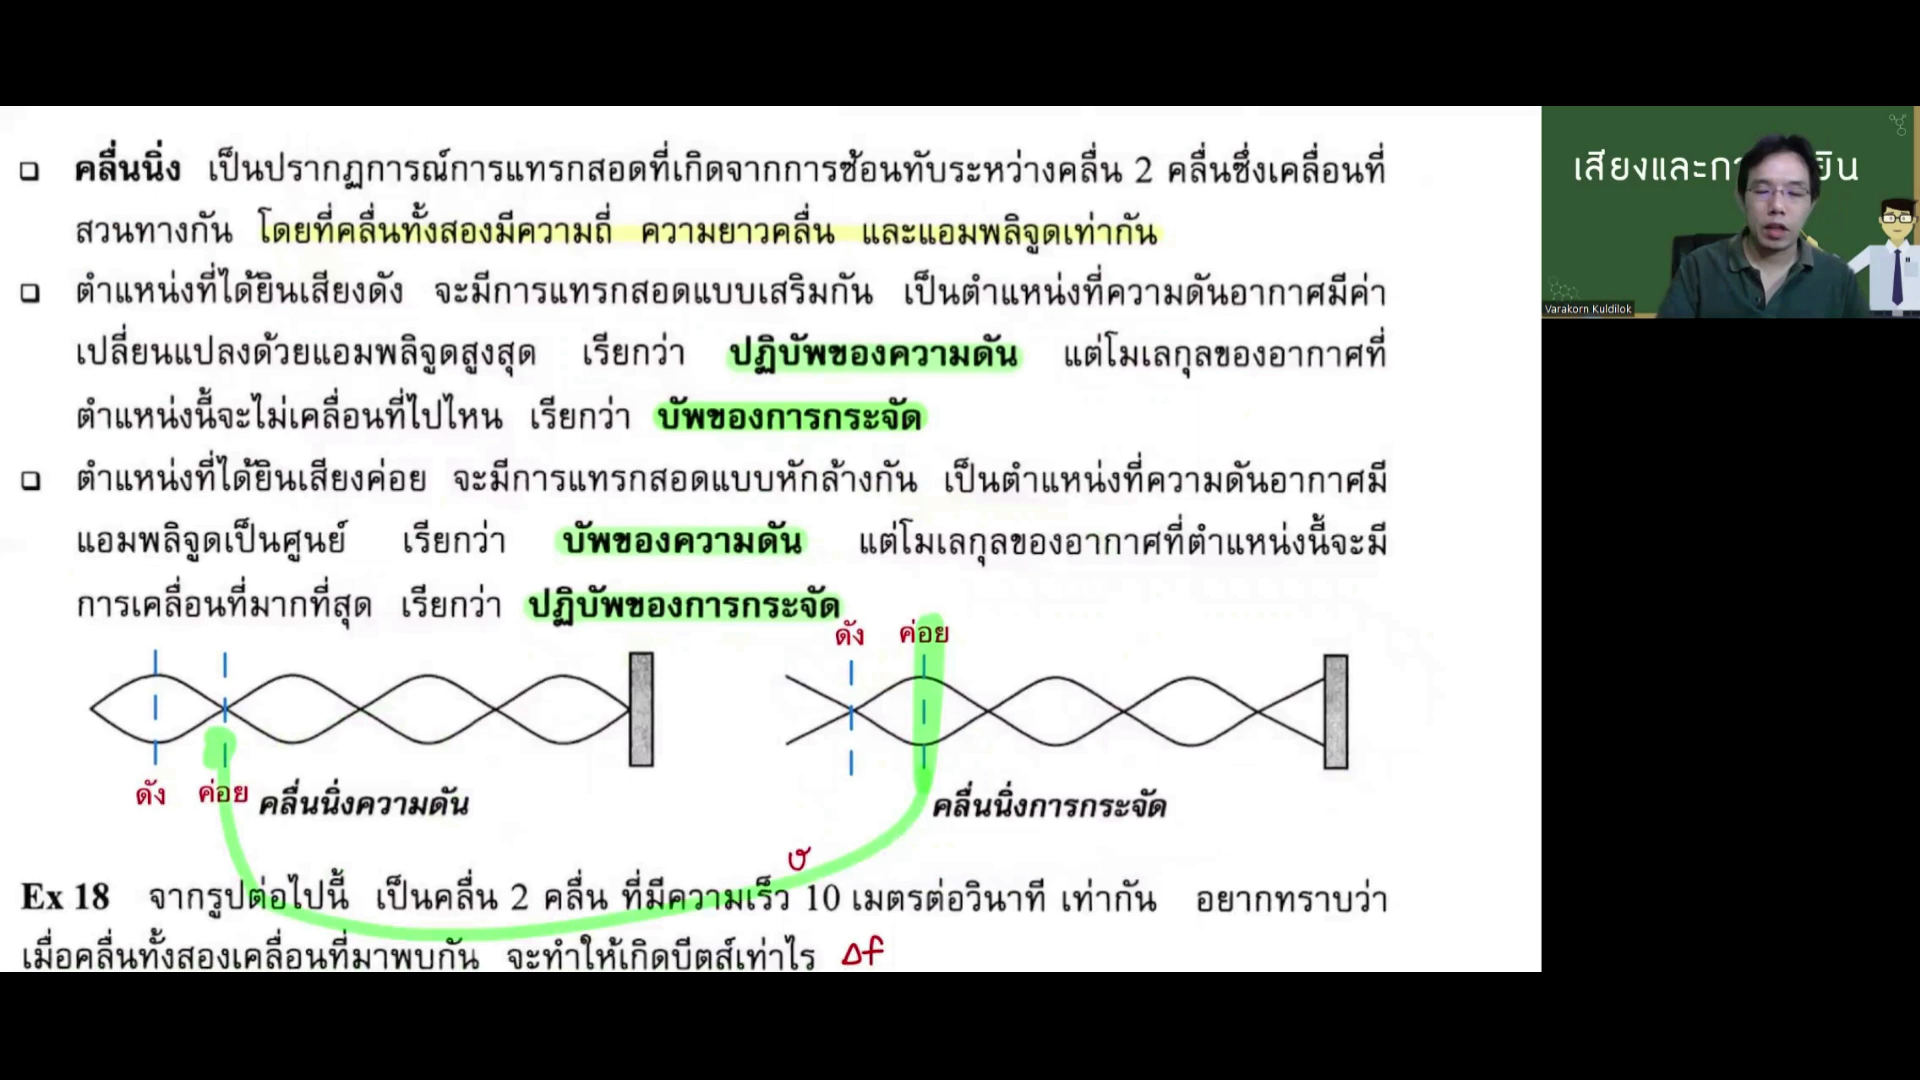 คลื่นนิ่ง เป็นปรากฏการณ์การแทรกสอดที่เกิดจากการซ้อนทับระหว่างคลื่น 2 คลื่นซึ่งเคลื่อนที่
สวนทางกัน โดยที่คลื่นทั้งสองมีความถี่ ความยาวคลื่น และแอมพลิจูดเท่ากัน
ตำแหน่งที่ได้ยินเสียงดัง จะมีการแทรกสอดแบบเสริมกัน เป็นตำแหน่งที่ความดันอากาศมีค่า
เปลี่ยนแปลงด้วยแอมพลิจูดสูงสุด เรียกว่า ปฏิบัพของความดัน แต่โมเลกุลของอากาศที่
ตำแหน่งนี้จะไม่เคลื่อนที่ไปไหน เรียกว่า บัพของการกระจัด
ตำแหน่งที่ได้ยินเสียงค่อย จะมีการแทรกสอดแบบหักล้างกัน เป็นตำแหน่งที่ความดันอากาศมี
แอมพลิจูดเป็นศูนย์ เรียกว่า บัพของความดัน แต่โมเลกุลของอากาศที่ตำแหน่งนี้จะมี
การเคลื่อนที่มากที่สุด เรียกว่า ปฏิบัพของการกระจัด
ดัง ค่อย
ดัง ค่อย
คลื่นนิ่งความดัน
คลื่นนิ่งการกระจัด
v
Ex 18 จากรูปต่อไปนี้ เป็นคลื่น 2 คลื่น ที่มีความเร็ว 10 เมตรต่อวินาที เท่ากัน อยากทราบว่า
เมื่อคลื่นทั้งสองเคลื่อนที่มาพบกัน จะทำให้เกิดบีตส์เท่าไร Δf
เสียงและกา ยิน
Varakorn Kuldilok